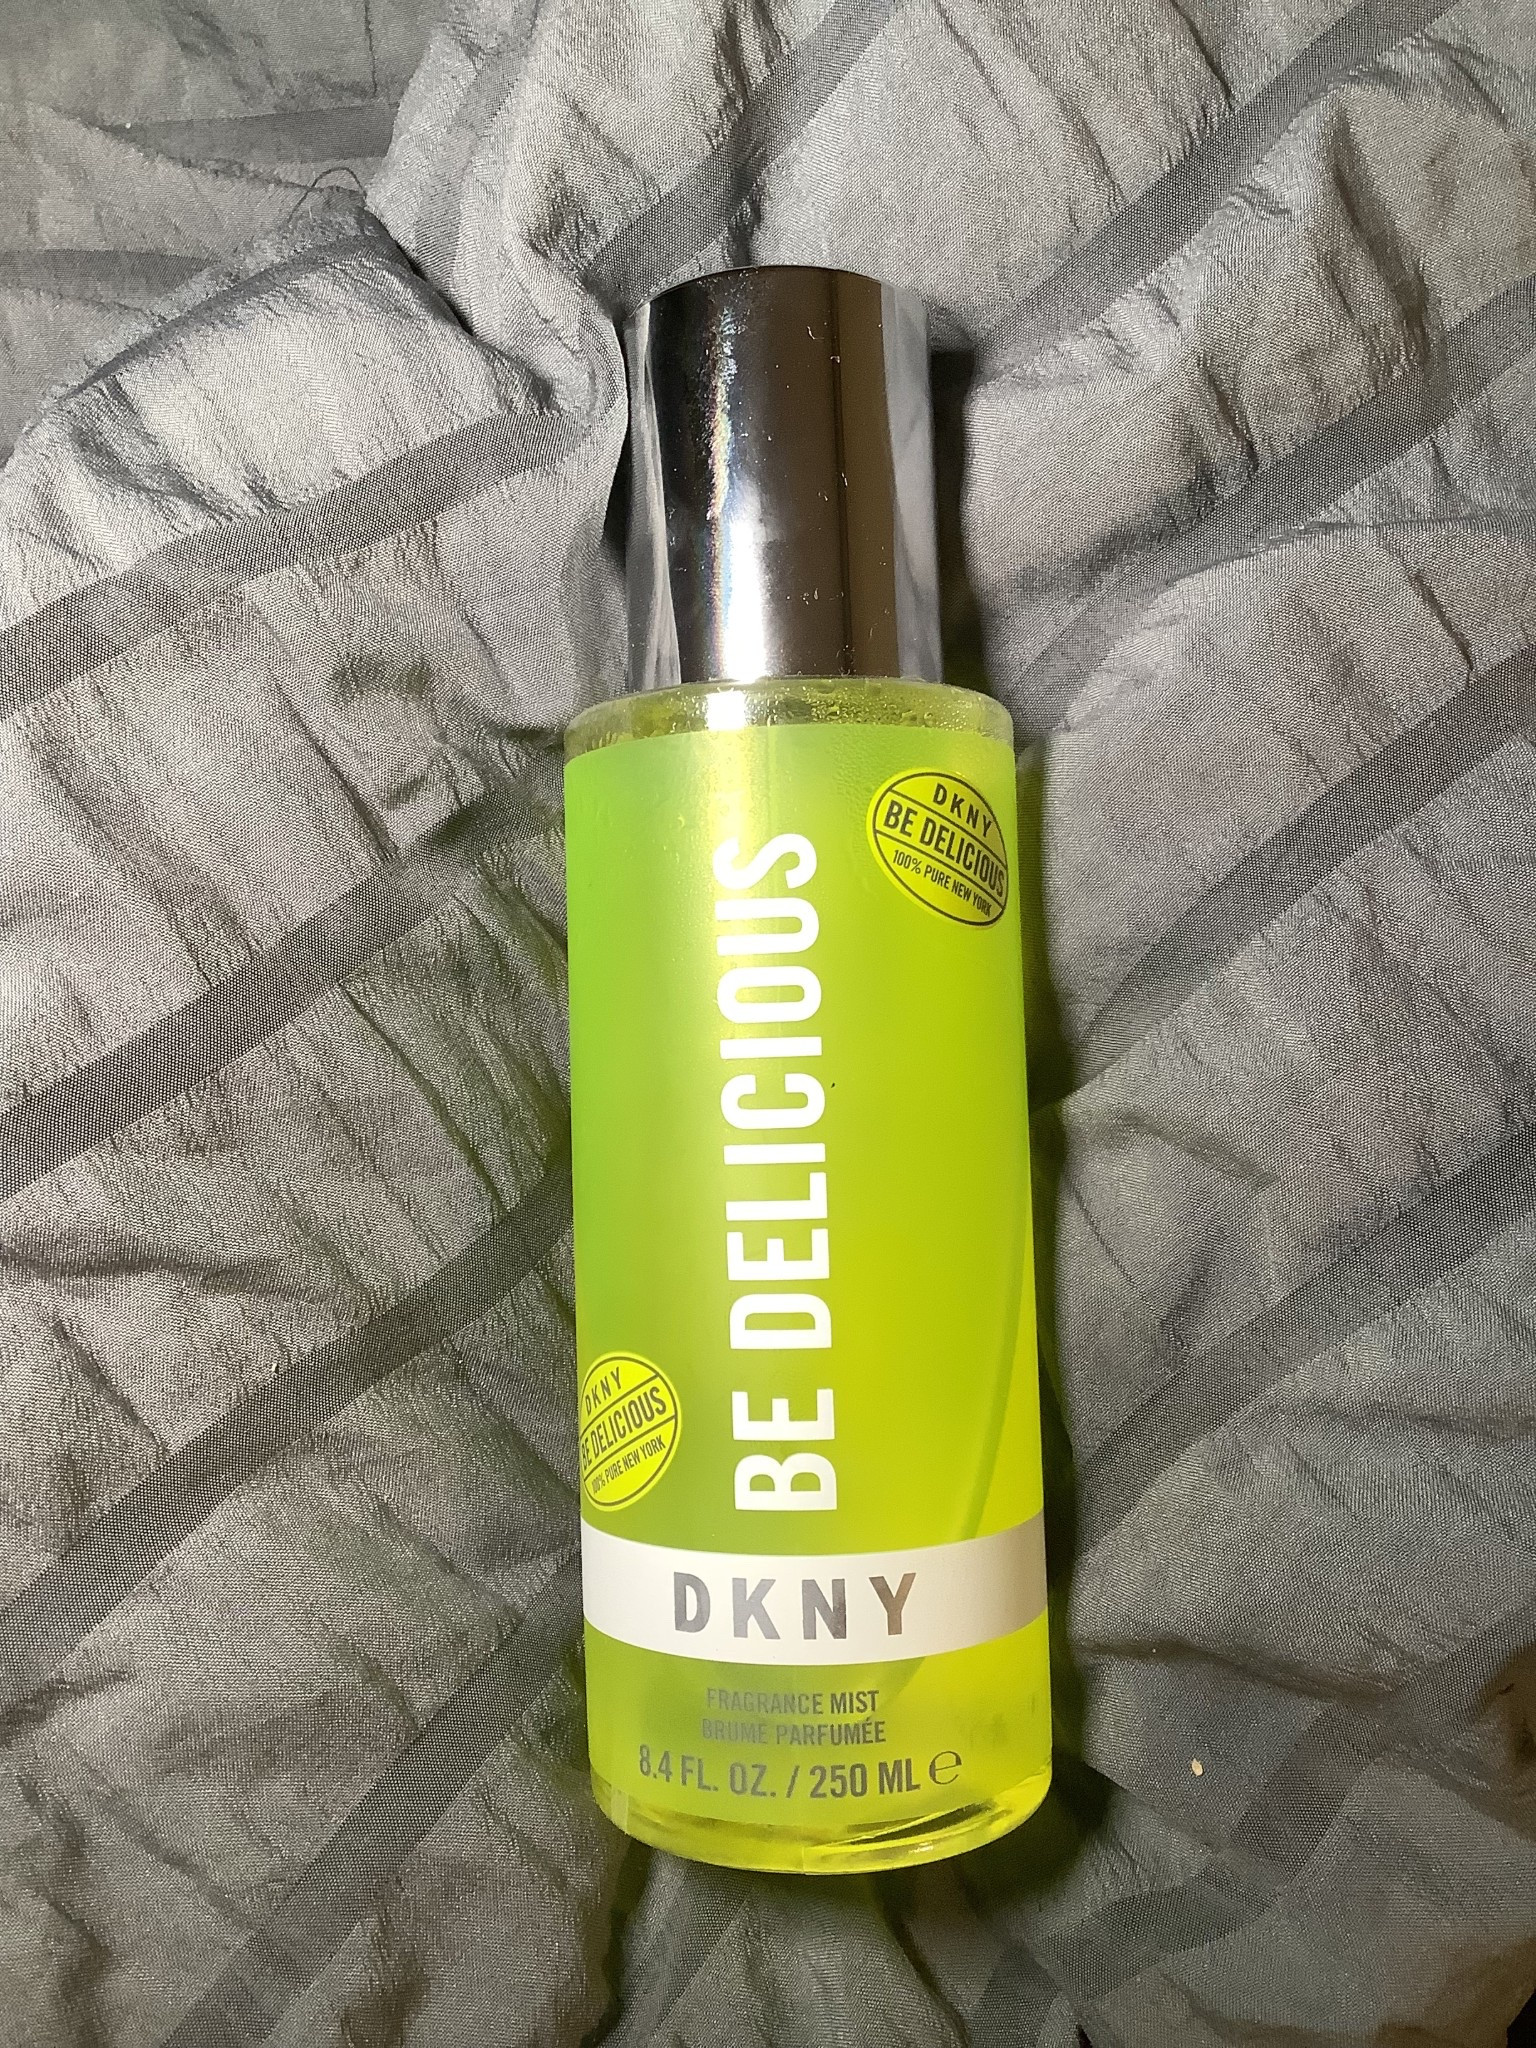 DKNY
BE DELICIOUS
100% PURE NEW YORK
BE DELICIOUS
DKNY
BE DELICIOUS
100% PURE NEW YORK
DKNY
FRAGRANCE MIST
BRUME PARFUMÉE
8.4 FL. OZ. / 250 ML ℮